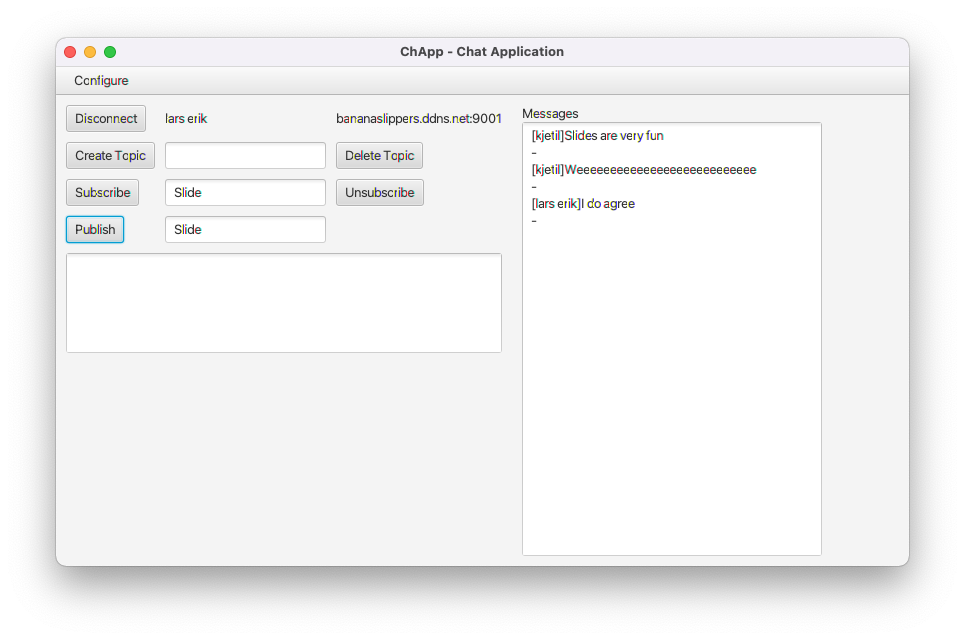 ChApp - Chat Application
Configure
Disconnect lars erik bananaslippers.ddns.net:9001
Create Topic Delete Topic
Subscribe Slide Unsubscribe
Publish Slide
Messages
[kjetil]Slides are very fun
-
[kjetil]Weeeeeeeeeeeeeeeeeeeeeeeeeeee
-
[lars erik]I do agree
-